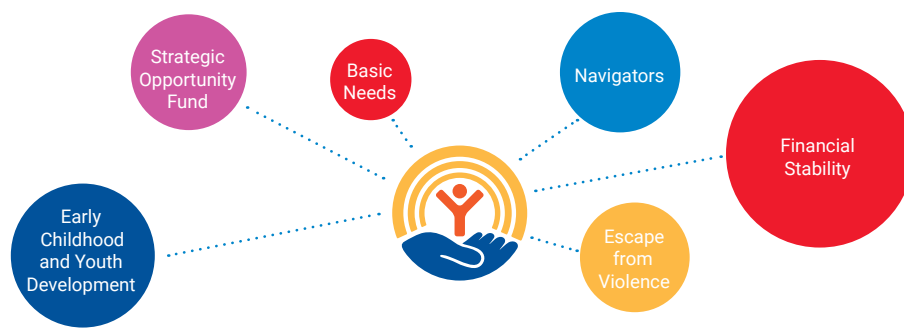 Strategic
Opportunity
Fund
Basic
Needs
Navigators
Financial
Stability
Early
Childhood
and Youth
Development
Escape
from
Violence